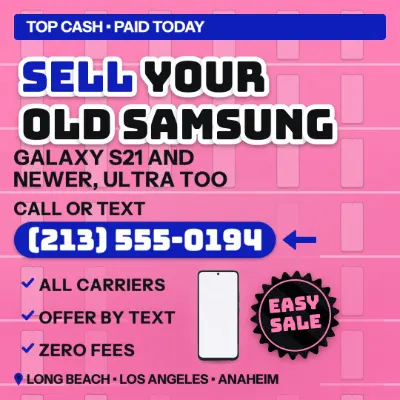 TOP CASH • PAID TODAY
SELL YOUR
OLD SAMSUNG
GALAXY S21 AND
NEWER, ULTRA TOO
CALL OR TEXT
(213) 555-0194
ALL CARRIERS
OFFER BY TEXT
ZERO FEES
EASY
SALE
LONG BEACH • LOS ANGELES • ANAHEIM